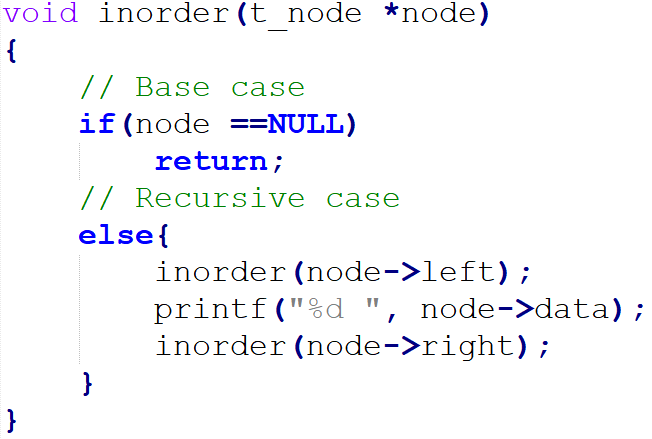 void inorder(t_node *node)
{
    // Base case
    if(node ==NULL)
        return;
    // Recursive case
    else{
        inorder(node->left);
        printf("%d ", node->data);
        inorder(node->right);
    }
}